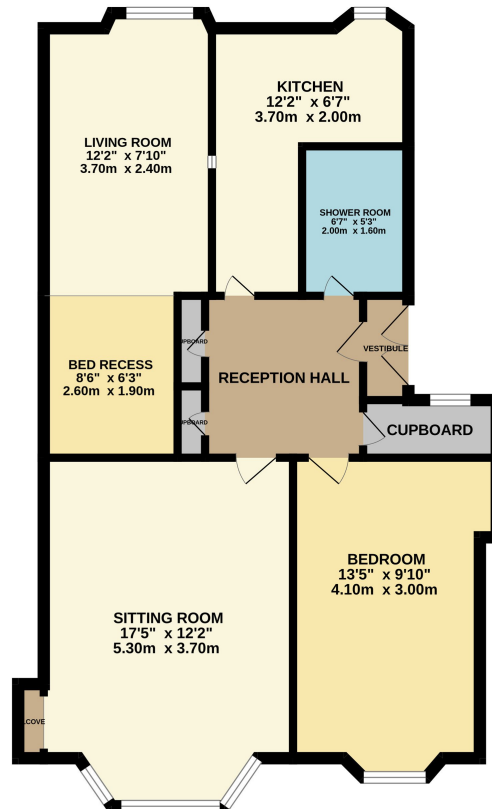 KITCHEN
12'2" x 6'7"
3.70m x 2.00m
LIVING ROOM
12'2" x 7'10"
3.70m x 2.40m
SHOWER ROOM
6'7" x 5'3"
2.00m x 1.60m
VESTIBULE
BED RECESS
8'6" x 6'3"
2.60m x 1.90m
UPBOARD
RECEPTION HALL
UPBOARD
CUPBOARD
BEDROOM
13'5" x 9'10"
4.10m x 3.00m
SITTING ROOM
17'5" x 12'2"
5.30m x 3.70m
LCOVE